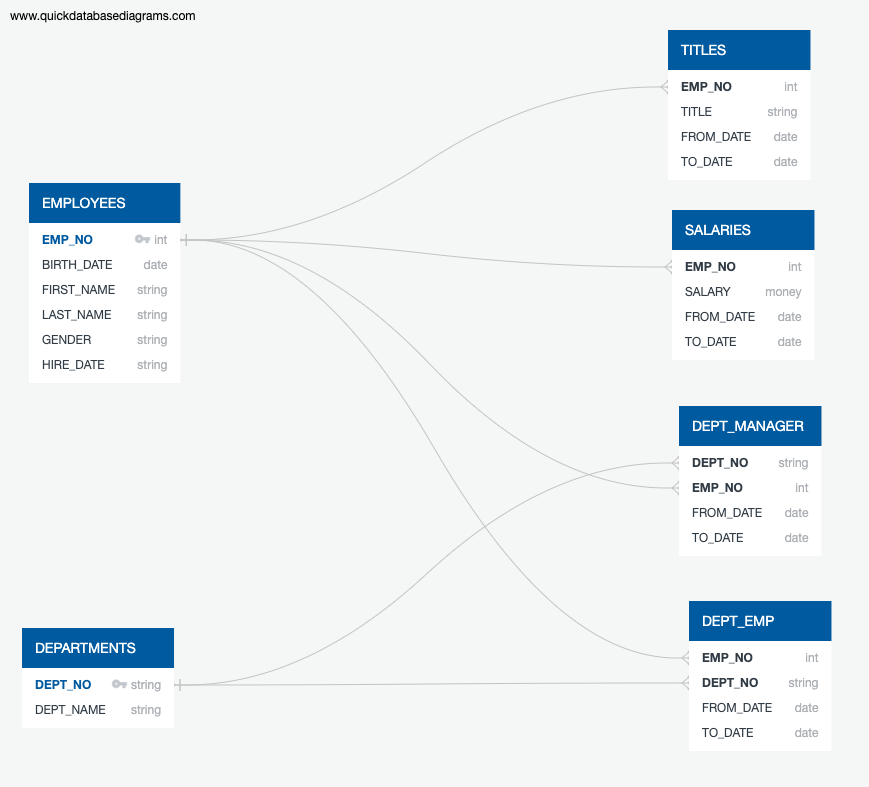 www.quickdatabasediagrams.com
TITLES
EMP_NO int
TITLE string
FROM_DATE date
TO_DATE date
EMPLOYEES
EMP_NO int
BIRTH_DATE date
FIRST_NAME string
LAST_NAME string
GENDER string
HIRE_DATE string
SALARIES
EMP_NO int
SALARY money
FROM_DATE date
TO_DATE date
DEPT_MANAGER
DEPT_NO string
EMP_NO int
FROM_DATE date
TO_DATE date
DEPARTMENTS
DEPT_NO string
DEPT_NAME string
DEPT_EMP
EMP_NO int
DEPT_NO string
FROM_DATE date
TO_DATE date